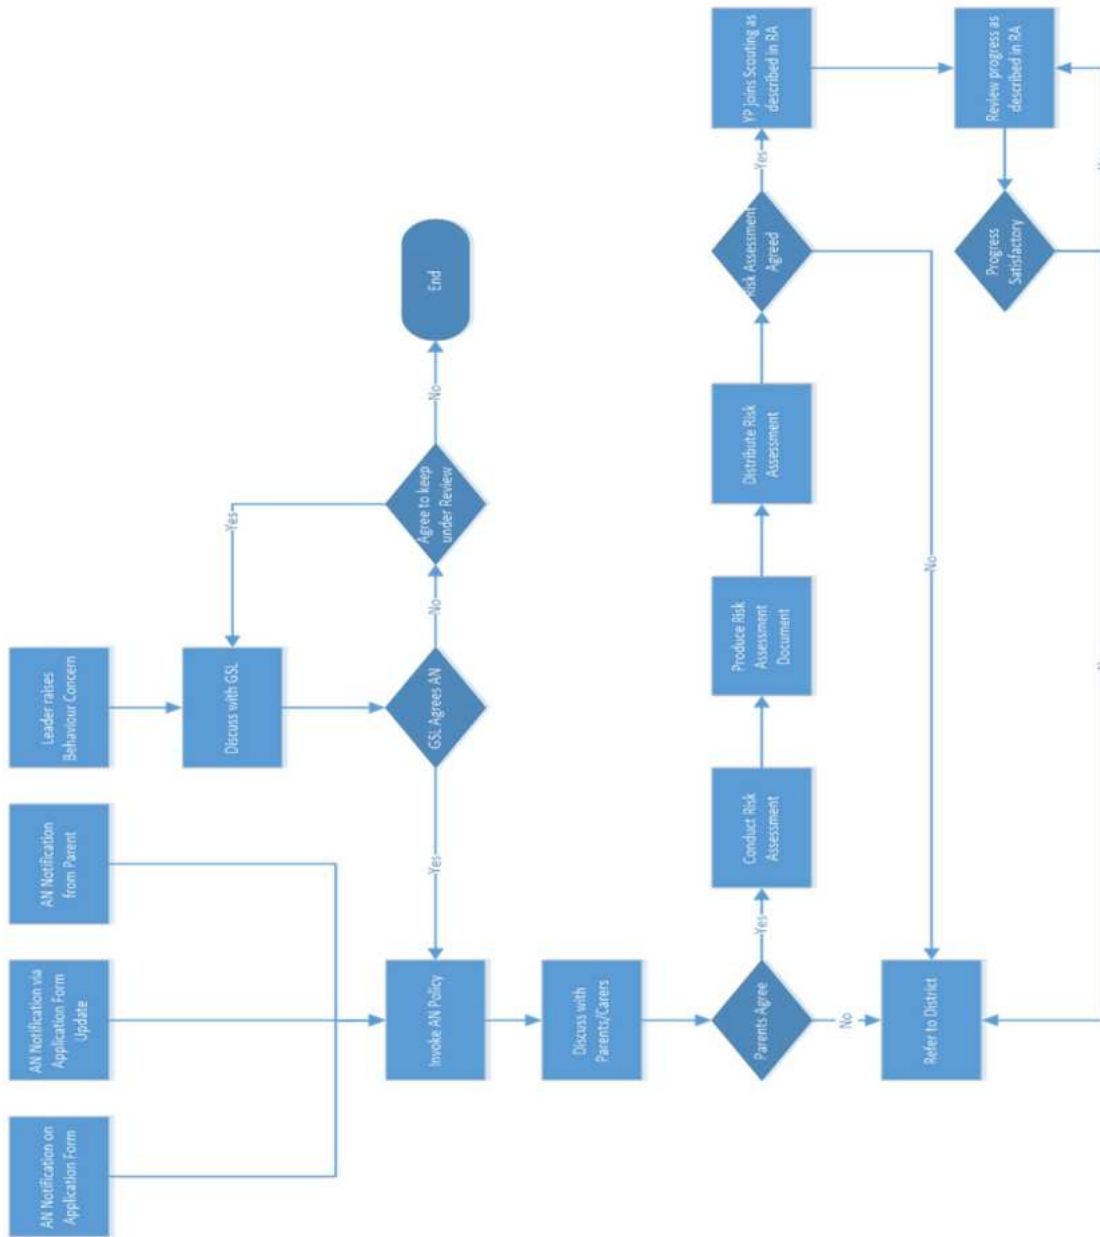 AN Notification on
Application Form
AN Notification via
Application Form
Update
AN Notification
from Parent
Leader raises
Behaviour Concern
Discuss with GSL
Yes
Invoke AN Policy
Yes
GSL Agrees AN
No
Agree to keep
under Review
No
End
Discuss with
Parents/Carers
Parents Agree
Yes
Conduct Risk
Assessment
Produce Risk
Assessment
Document
Distribute Risk
Assessment
Risk Assessment
Agreed
Yes
YP joins Scouting as
described in RA
No
Refer to District
No
Progress
Satisfactory
Review progress as
described in RA